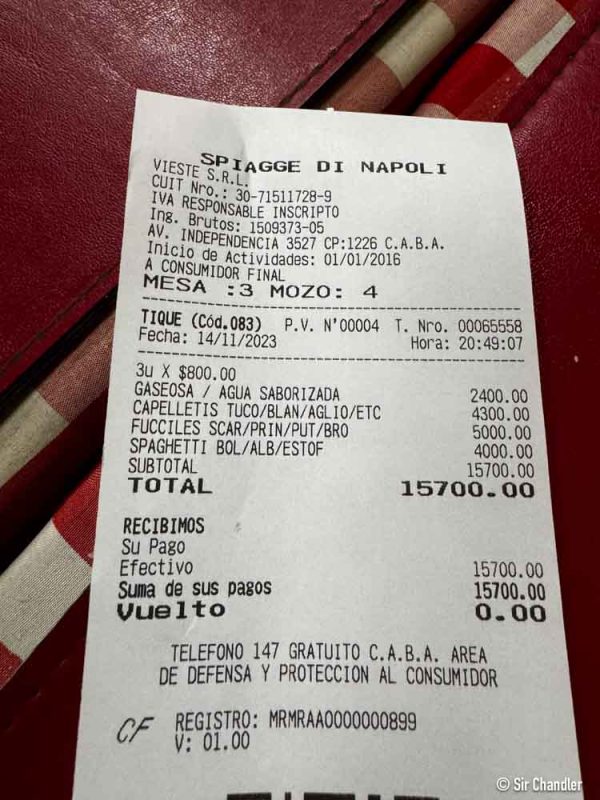 SPIAGGE DI NAPOLI
VIESTE S.R.L.
CUIT Nro.: 30-71511728-9
IVA RESPONSABLE INSCRIPTO
Ing. Brutos: 1509373-05
AV. INDEPENDENCIA 3527 CP:1226 C.A.B.A.
Inicio de Actividades: 01/01/2016
A CONSUMIDOR FINAL
MESA :3 MOZO: 4
TIQUE (Cód.083) P.V. N°00004 T. Nro. 00065558
Fecha: 14/11/2023 Hora: 20:49:07
3u X $800.00
GASEOSA / AGUA SABORIZADA 2400.00
CAPELLETIS TUCO/BLAN/AGLIO/ETC 4300.00
FUCCILES SCAR/PRIN/PUT/BRO 5000.00
SPAGHETTI BOL/ALB/ESTOF 4000.00
SUBTOTAL 15700.00
TOTAL 15700.00
RECIBIMOS
Su Pago
Efectivo 15700.00
Suma de sus pagos 15700.00
Vuelto 0.00
TELEFONO 147 GRATUITO C.A.B.A. AREA
DE DEFENSA Y PROTECCION AL CONSUMIDOR
CF REGISTRO: MRMRAA0000000899
V: 01.00
© Sir Chandler